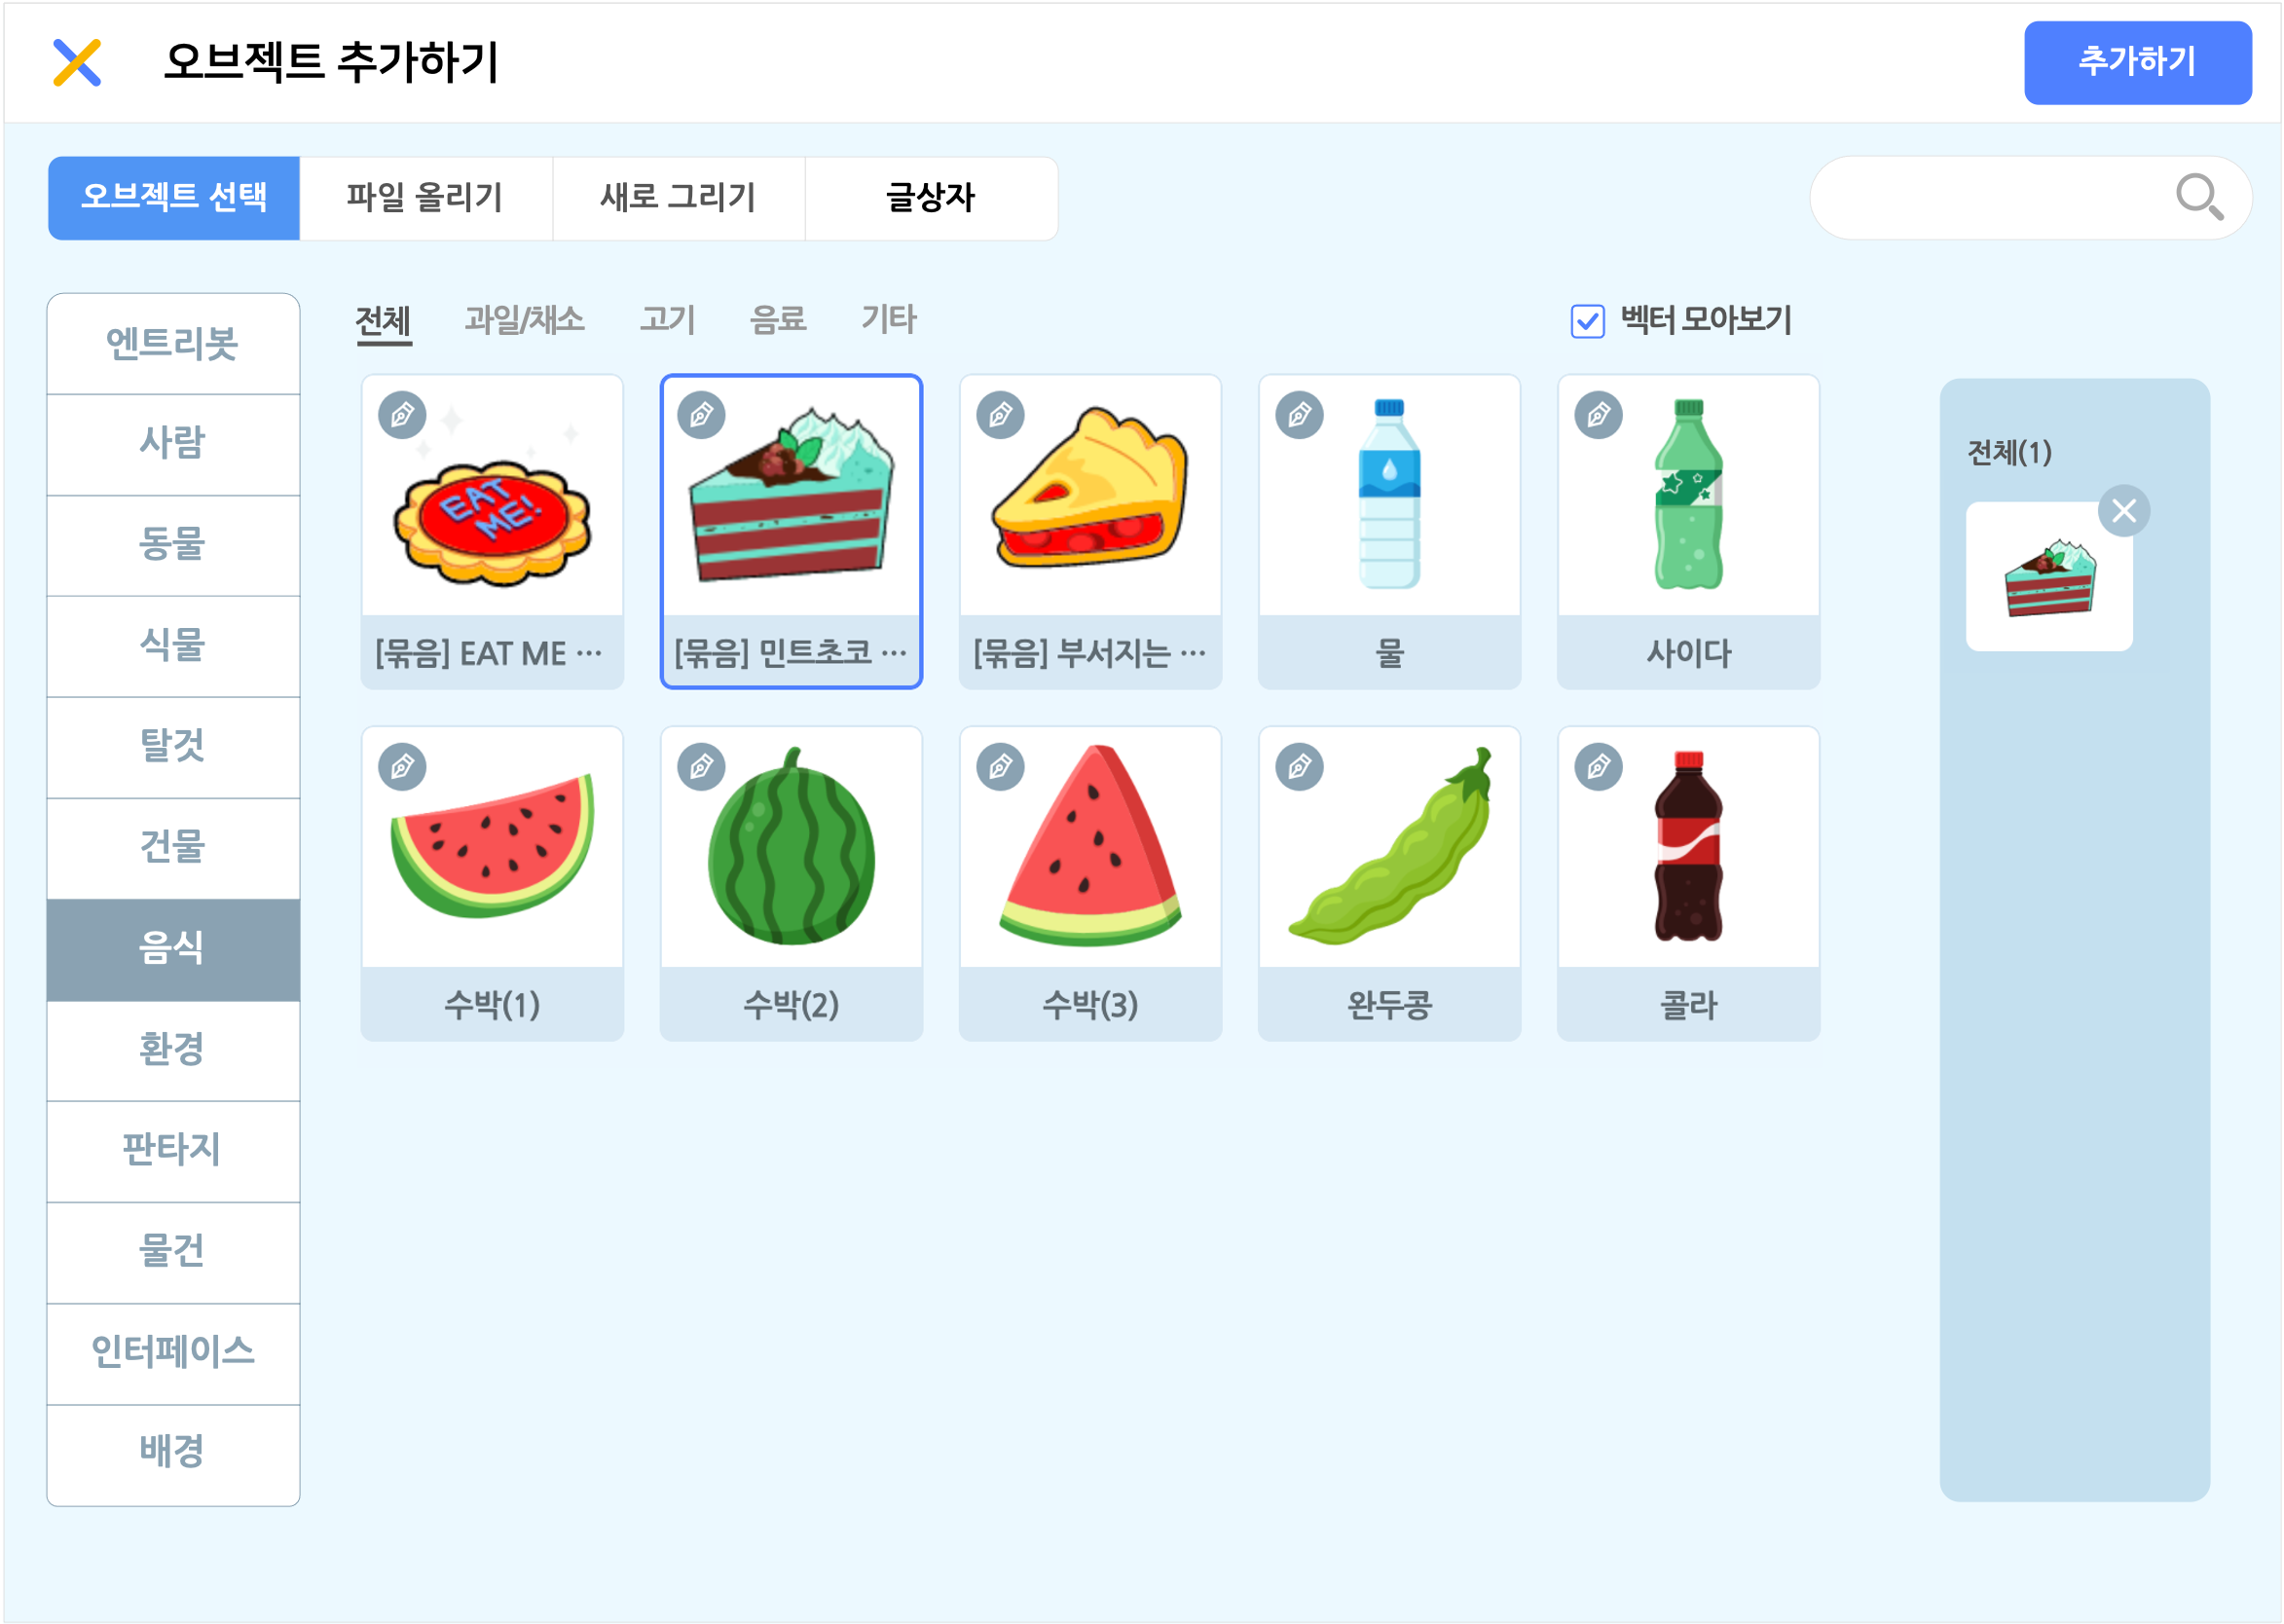 오브젝트 추가하기
추가하기
오브젝트 선택
파일 올리기
새로 그리기
글상자
엔트리봇
사람
동물
식물
탈것
건물
음식
환경
판타지
물건
인터페이스
배경
전체
과일/채소
고기
음료
기타
벡터 모아보기
EAT
ME!
[묶음] EAT ME ···
[묶음] 민트초코 ···
[묶음] 부서지는 ···
물
사이다
수박(1)
수박(2)
수박(3)
완두콩
콜라
전체(1)